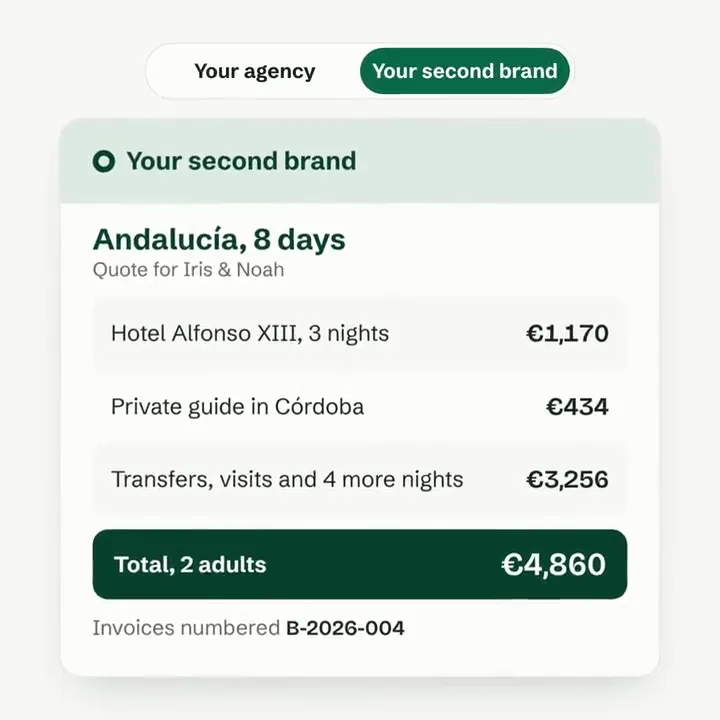 Your agency
Your second brand
Your second brand
Andalucía, 8 days
Quote for Iris & Noah
Hotel Alfonso XIII, 3 nights €1,170
Private guide in Córdoba €434
Transfers, visits and 4 more nights €3,256
Total, 2 adults €4,860
Invoices numbered B-2026-004